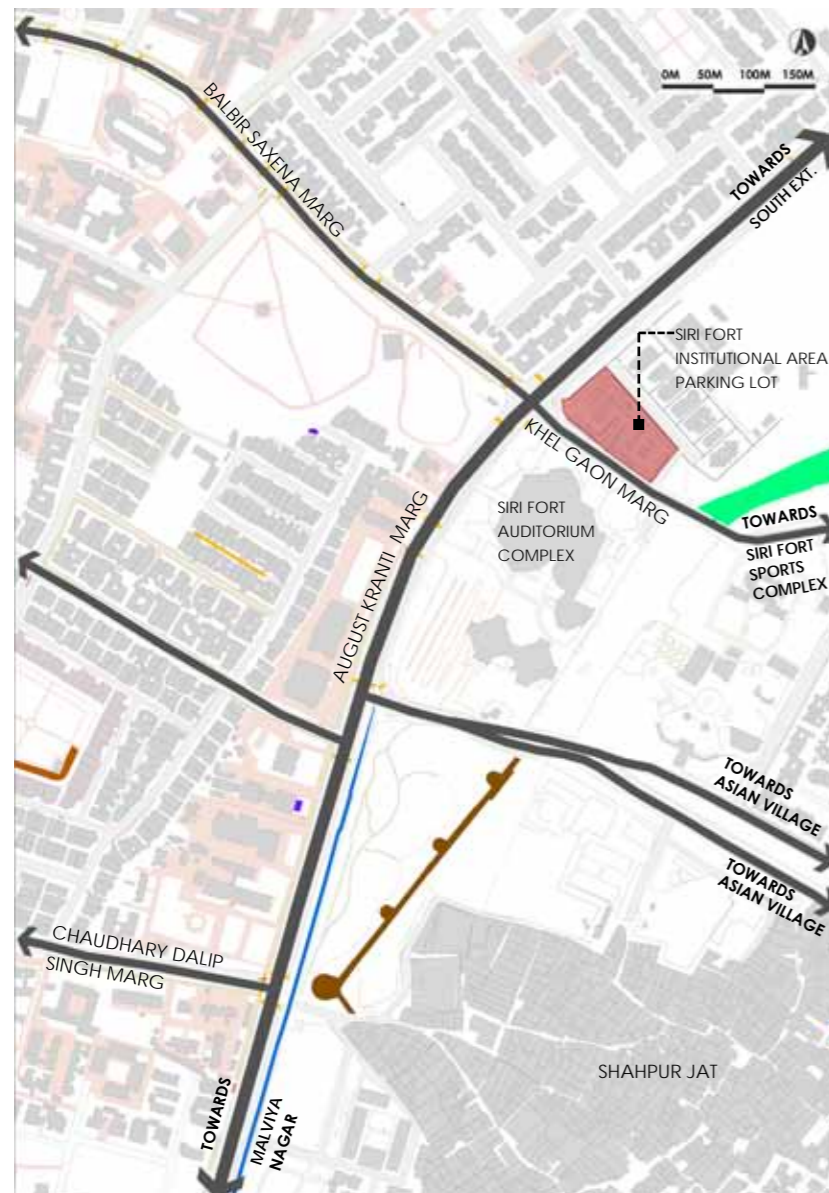 0M 50M 100M 150M
BALBIR SAXENA MARG
TOWARDS
SOUTH EXT.
SIRI FORT
INSTITUTIONAL AREA
PARKING LOT
KHEL GAON MARG
SIRI FORT
AUDITORIUM
COMPLEX
TOWARDS
SIRI FORT
SPORTS
COMPLEX
AUGUST KRANTI MARG
TOWARDS
ASIAN VILLAGE
TOWARDS
ASIAN VILLAGE
CHAUDHARY DALIP
SINGH MARG
SHAHPUR JAT
TOWARDS
MALVIYA
NAGAR